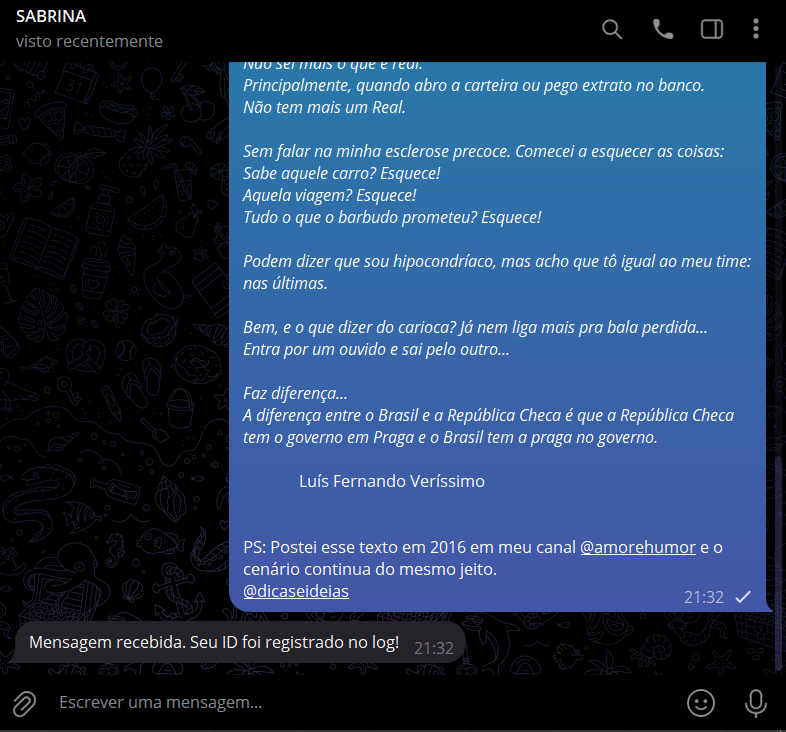 SABRINA
visto recentemente
Não sei mais o que é real.
Principalmente, quando abro a carteira ou pego extrato no banco.
Não tem mais um Real.
Sem falar na minha esclerose precoce. Comecei a esquecer as coisas:
Sabe aquele carro? Esquece!
Aquela viagem? Esquece!
Tudo o que o barbudo prometeu? Esquece!
Podem dizer que sou hipocondríaco, mas acho que tô igual ao meu time:
nas últimas.
Bem, e o que dizer do carioca? Já nem liga mais pra bala perdida...
Entra por um ouvido e sai pelo outro...
Faz diferença...
A diferença entre o Brasil e a República Checa é que a República Checa
tem o governo em Praga e o Brasil tem a praga no governo.
Luís Fernando Veríssimo
PS: Postei esse texto em 2016 em meu canal @amorehumor e o
cenário continua do mesmo jeito.
@dicaseideias
21:32
Mensagem recebida. Seu ID foi registrado no log!
21:32
Escrever uma mensagem...